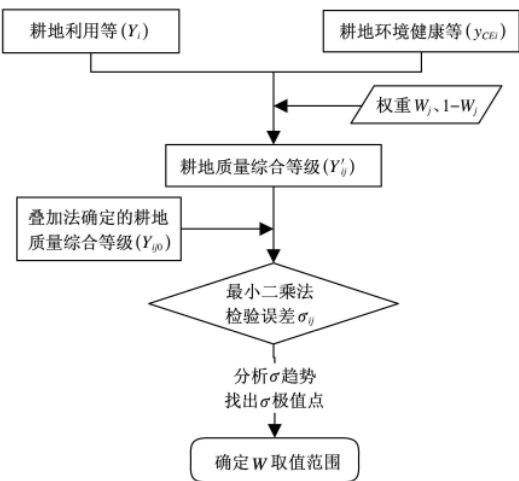 耕地利用等(Yᵢ)
耕地环境健康等(y_CEi)
权重Wⱼ、1-Wⱼ
耕地质量综合等级(Y′ᵢⱼ)
叠加法确定的耕地
质量综合等级(Yᵢⱼ₀)
最小二乘法
检验误差σᵢⱼ
分析σ趋势
找出σ极值点
确定W取值范围